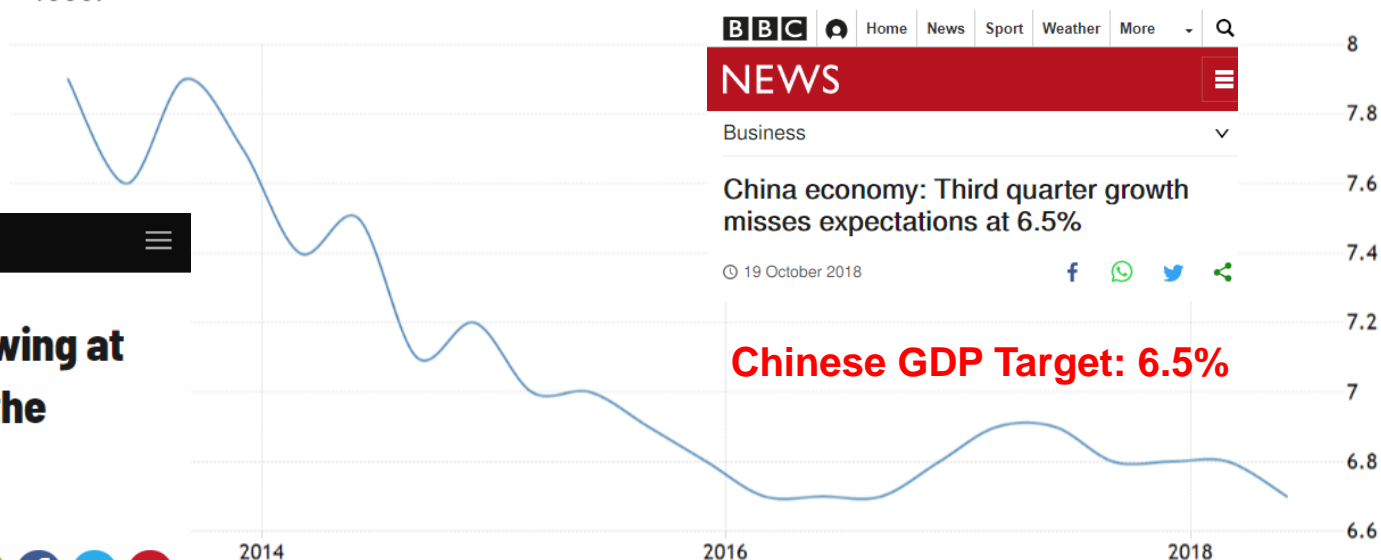 BBC Home News Sport Weather More
NEWS
Business
China economy: Third quarter growth
misses expectations at 6.5%
19 October 2018
Chinese GDP Target: 6.5%
wing at
he
8
7.8
7.6
7.4
7.2
7
6.8
6.6
2014 2016 2018